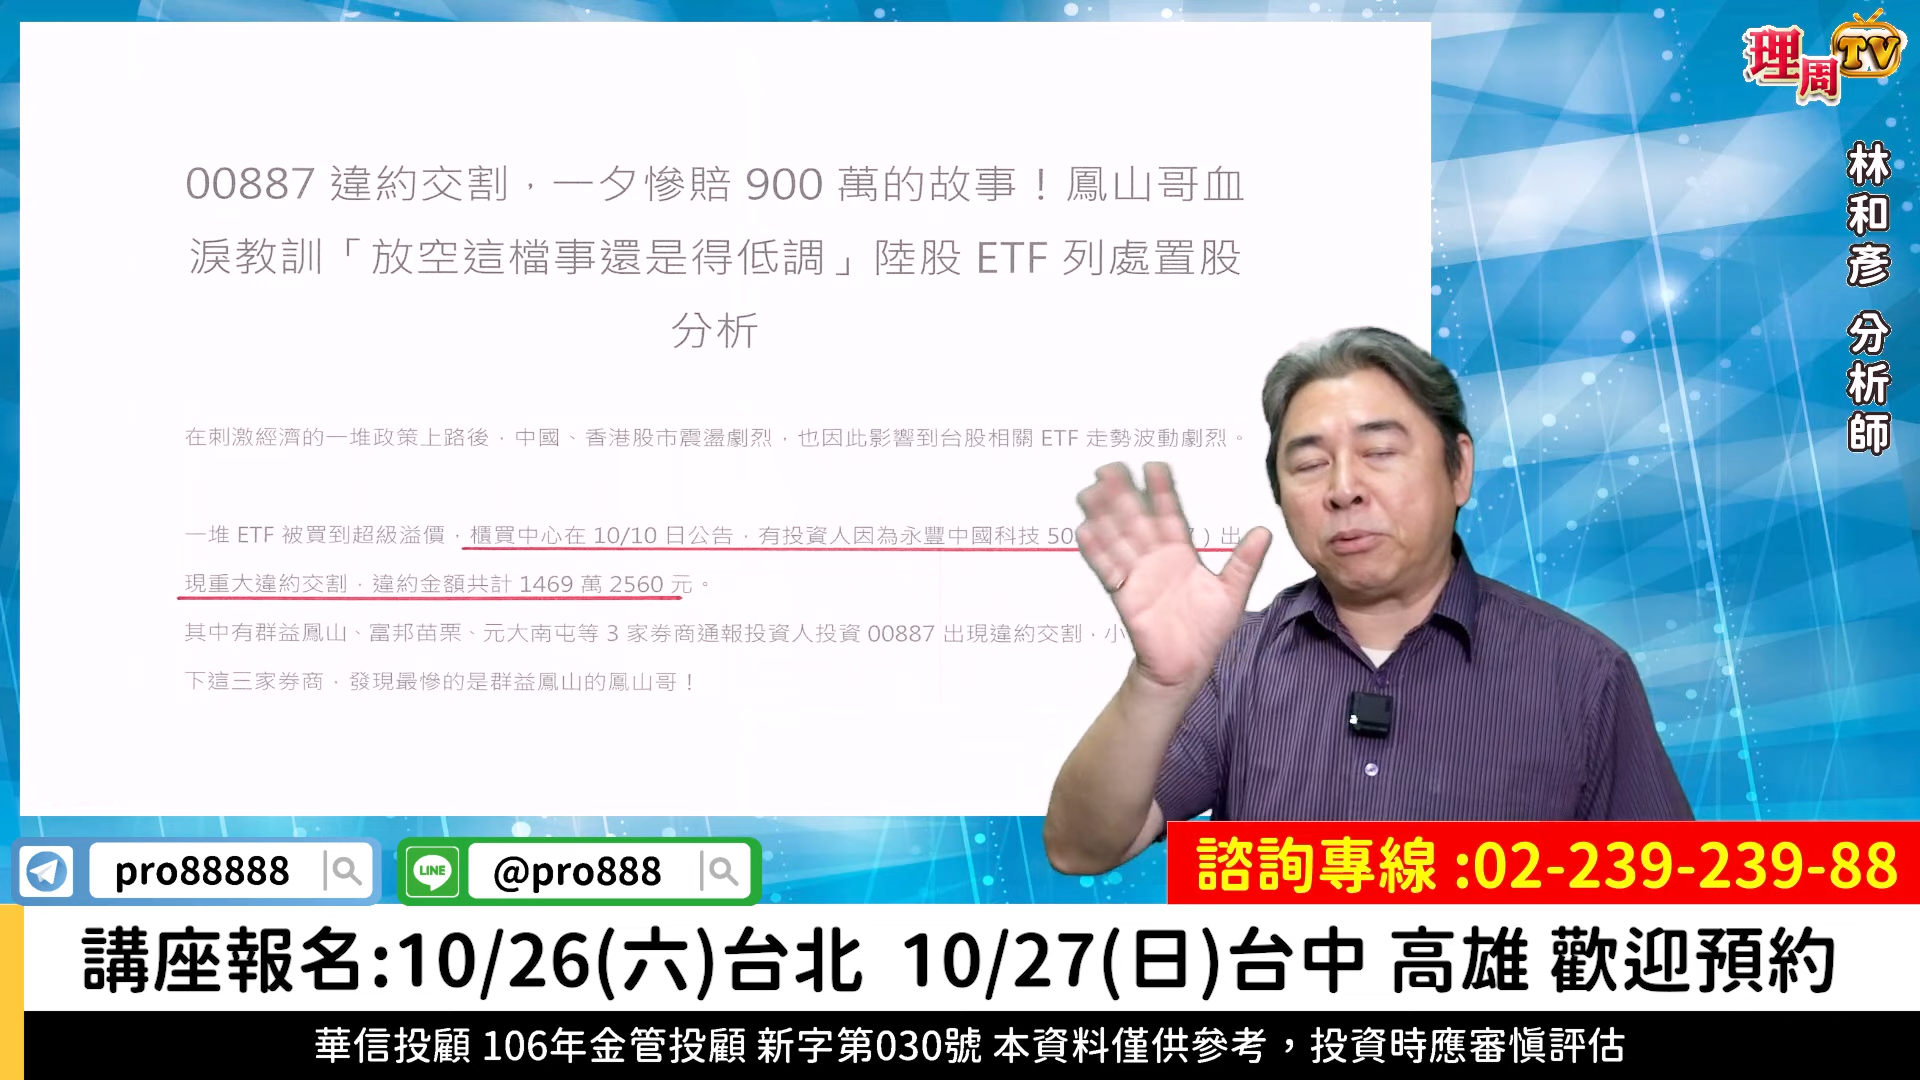 00887 違約交割，一夕慘賠 900 萬的故事！鳳山哥血
淚教訓「放空這檔事還是得低調」陸股 ETF 列處置股
分析
在刺激經濟的一堆政策上路後，中國、香港股市震盪劇烈，也因此影響到台股相關 ETF 走勢波動劇烈。
一堆 ETF 被買到超級溢價，櫃買中心在 10/10 日公告，有投資人因為永豐中國科技 50 7）出
現重大違約交割，違約金額共計 1469 萬 2560 元。
其中有群益鳳山、富邦苗栗、元大南屯等 3 家券商通報投資人投資 00887 出現違約交割，小
下這三家券商，發現最慘的是群益鳳山的鳳山哥！
理周TV
林和彥 分析師
pro88888
LINE
@pro888
諮詢專線:02-239-239-88
講座報名:10/26(六)台北 10/27(日)台中 高雄 歡迎預約
華信投顧 106年金管投顧 新字第030號 本資料僅供參考，投資時應審慎評估